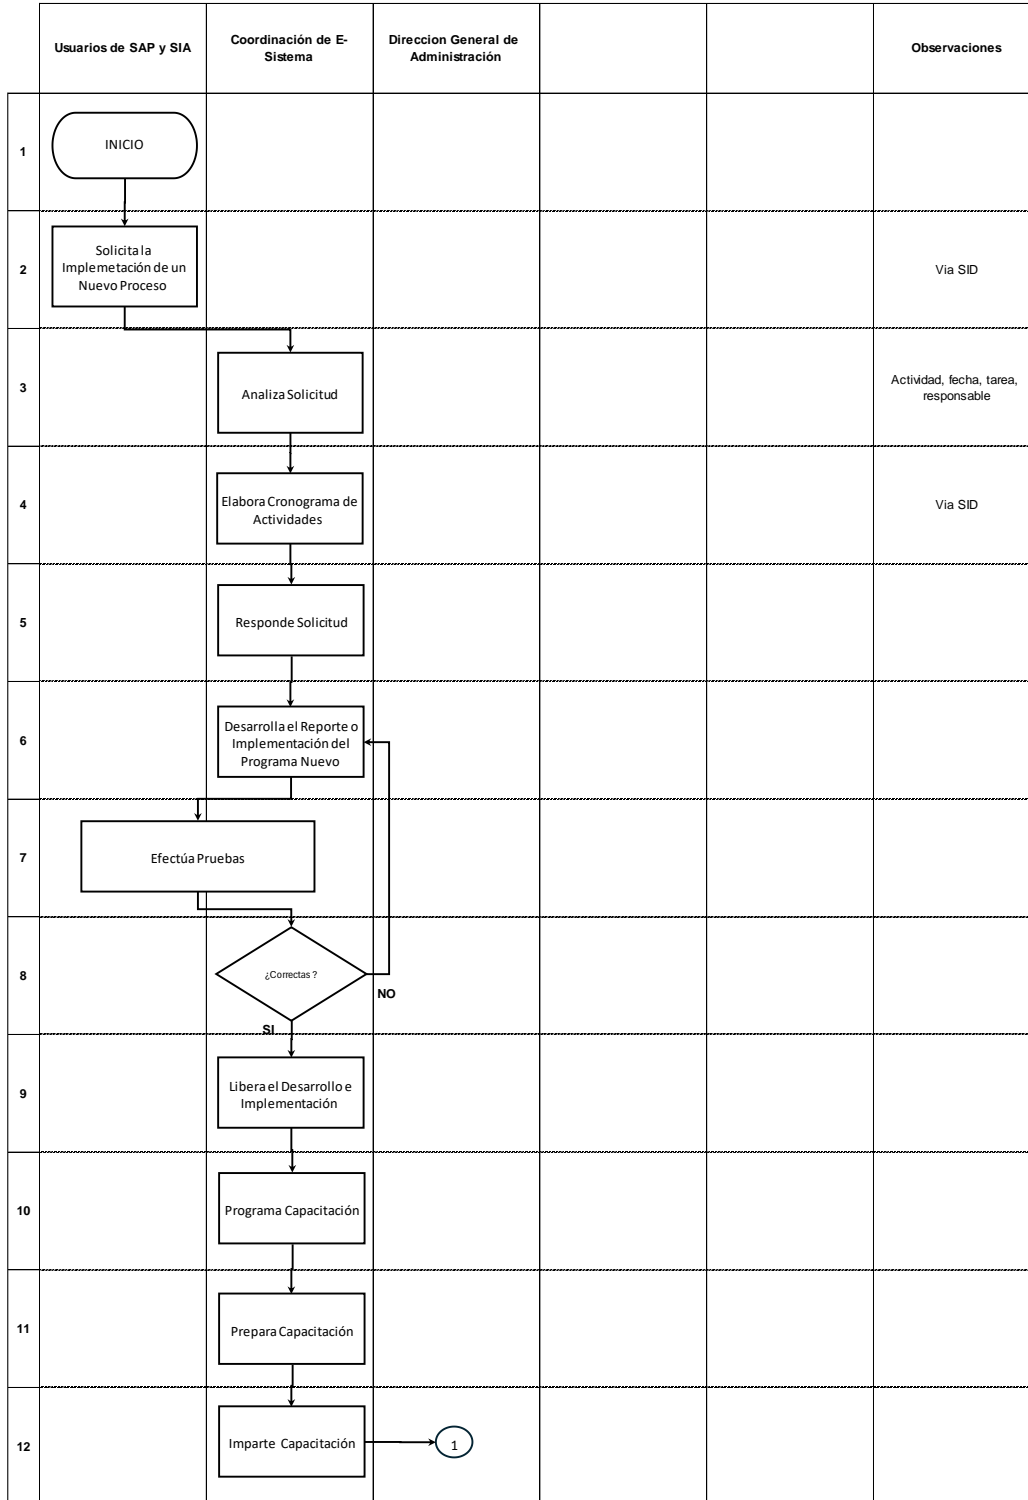 Usuarios de SAP y SIA
Coordinación de E-
Sistema
Direccion General de
Administración
Observaciones
1
INICIO
2
Solicita la
Implemetación de un
Nuevo Proceso
Via SID
3
Analiza Solicitud
Actividad, fecha, tarea,
responsable
4
Elabora Cronograma de
Actividades
Via SID
5
Responde Solicitud
6
Desarrolla el Reporte o
Implementación del
Programa Nuevo
7
Efectúa Pruebas
8
¿Correctas ?
NO
SI
9
Libera el Desarrollo e
Implementación
10
Programa Capacitación
11
Prepara Capacitación
12
Imparte Capacitación
1